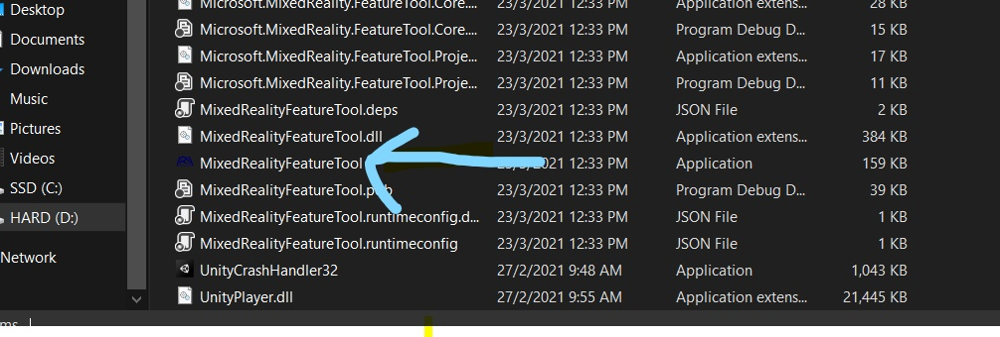 Desktop
Documents
Downloads
Music
Pictures
Videos
SSD (C:)
HARD (D:)
Network
Microsoft.MixedReality.FeatureTool.Core.... 23/3/2021 12:33 PM Application extens... 28 KB
Microsoft.MixedReality.FeatureTool.Core.... 23/3/2021 12:33 PM Program Debug D... 15 KB
Microsoft.MixedReality.FeatureTool.Proje... 23/3/2021 12:33 PM Application extens... 17 KB
Microsoft.MixedReality.FeatureTool.Proje... 23/3/2021 12:33 PM Program Debug D... 11 KB
MixedRealityFeatureTool.deps 23/3/2021 12:33 PM JSON File 2 KB
MixedRealityFeatureTool.dll 23/3/2021 12:33 PM Application extens... 384 KB
MixedRealityFeatureTool 23/3/2021 12:33 PM Application 159 KB
MixedRealityFeatureTool.pdb 23/3/2021 12:33 PM Program Debug D... 39 KB
MixedRealityFeatureTool.runtimeconfig.d... 23/3/2021 12:33 PM JSON File 1 KB
MixedRealityFeatureTool.runtimeconfig 23/3/2021 12:33 PM JSON File 1 KB
UnityCrashHandler32 27/2/2021 9:48 AM Application 1,043 KB
UnityPlayer.dll 27/2/2021 9:55 AM Application extens... 21,445 KB